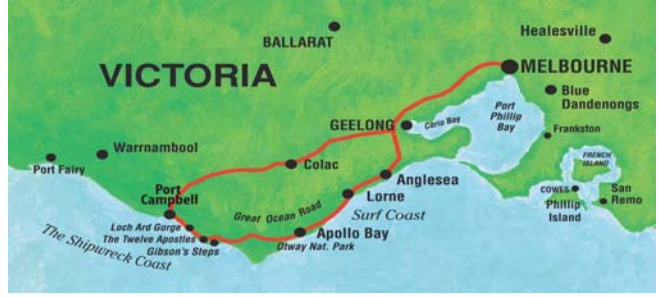 Healesville
BALLARAT
VICTORIA
MELBOURNE
Blue
Dandenongs
Port
Phillip
Bay
GEELONG
Corio Bay
Frankston
Warrnambool
Port Fairy
Colac
FRENCH
ISLAND
Anglesea
Port
Campbell
Lorne
COWES
San
Remo
Phillip
Island
Great Ocean Road
Surf Coast
Loch Ard Gorge
The Twelve Apostles
Gibson's Steps
Apollo Bay
Otway Nat. Park
The Shipwreck Coast